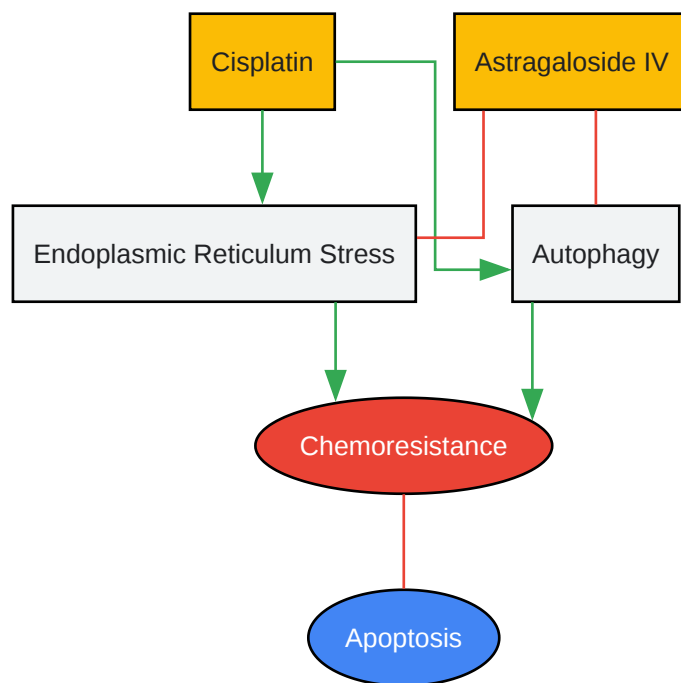 Cisplatin
Astragaloside IV
Endoplasmic Reticulum Stress
Autophagy
Chemoresistance
Apoptosis